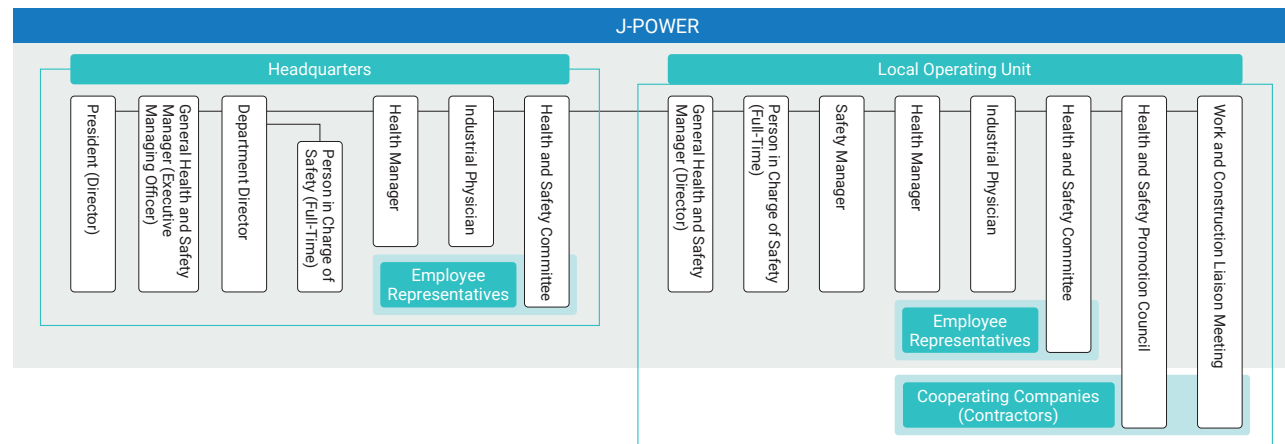 J-POWER
Headquarters
Local Operating Unit
President (Director)
General Health and Safety
Manager (Executive
Managing Officer)
Department Director
Person in Charge of
Safety (Full-Time)
Health Manager
Industrial Physician
Health and Safety Committee
Employee
Representatives
General Health and Safety
Manager (Director)
Person in Charge of Safety
(Full-Time)
Safety Manager
Health Manager
Industrial Physician
Health and Safety Committee
Health and Safety Promotion Council
Work and Construction Liaison Meeting
Employee
Representatives
Cooperating Companies
(Contractors)